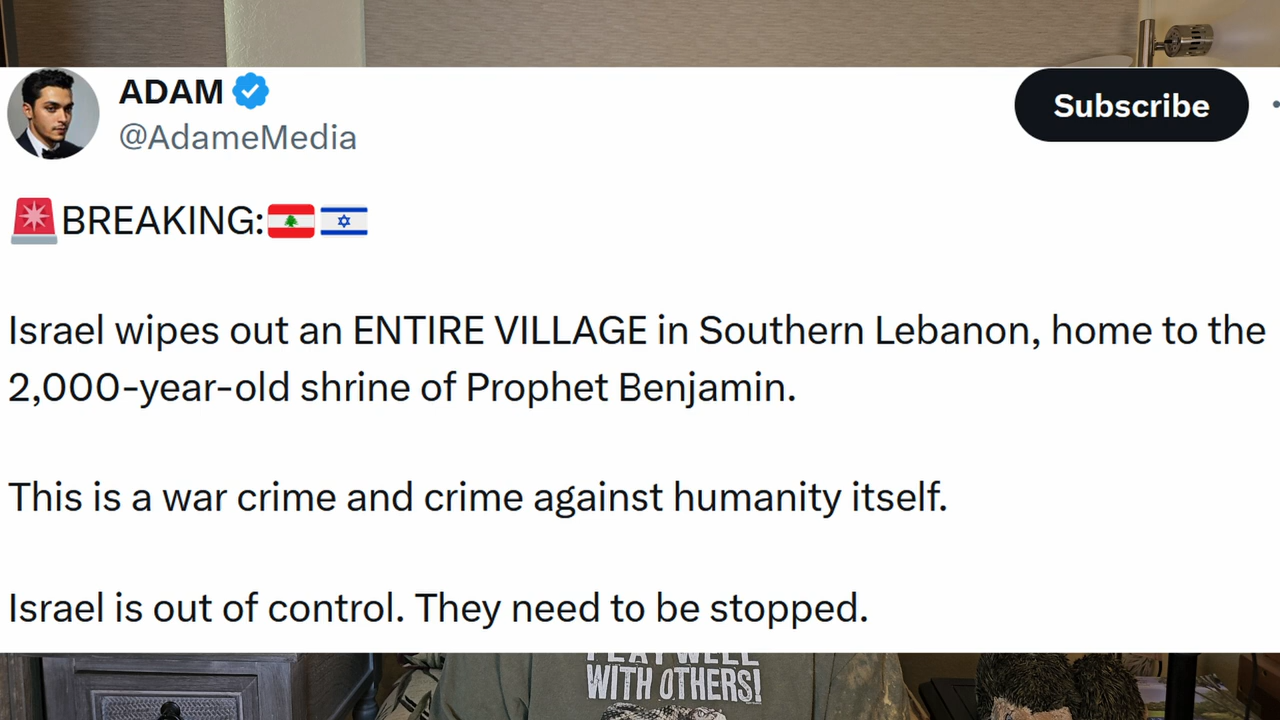 ADAM
@AdameMedia
Subscribe
🚨BREAKING:🇱🇧🇮🇱
Israel wipes out an ENTIRE VILLAGE in Southern Lebanon, home to the
2,000-year-old shrine of Prophet Benjamin.
This is a war crime and crime against humanity itself.
Israel is out of control. They need to be stopped.
WITH OTHERS!